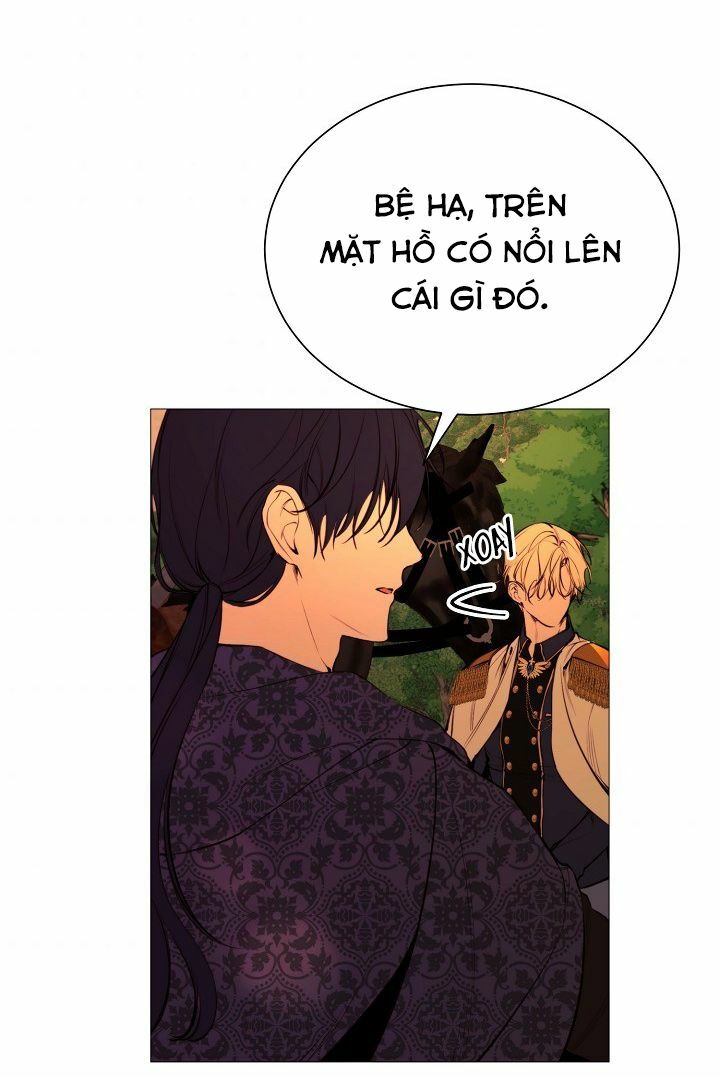 BỆ HẠ, TRÊN
MẶT HỒ CÓ NỔI LÊN
CÁI GÌ ĐÓ.
XOAY